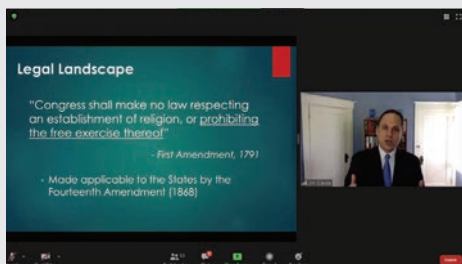 Legal Landscape
“Congress shall make no law respecting
an establishment of religion, or prohibiting
the free exercise thereof”
- First Amendment, 1791
- Made applicable to the States by the
Fourteenth Amendment (1868)